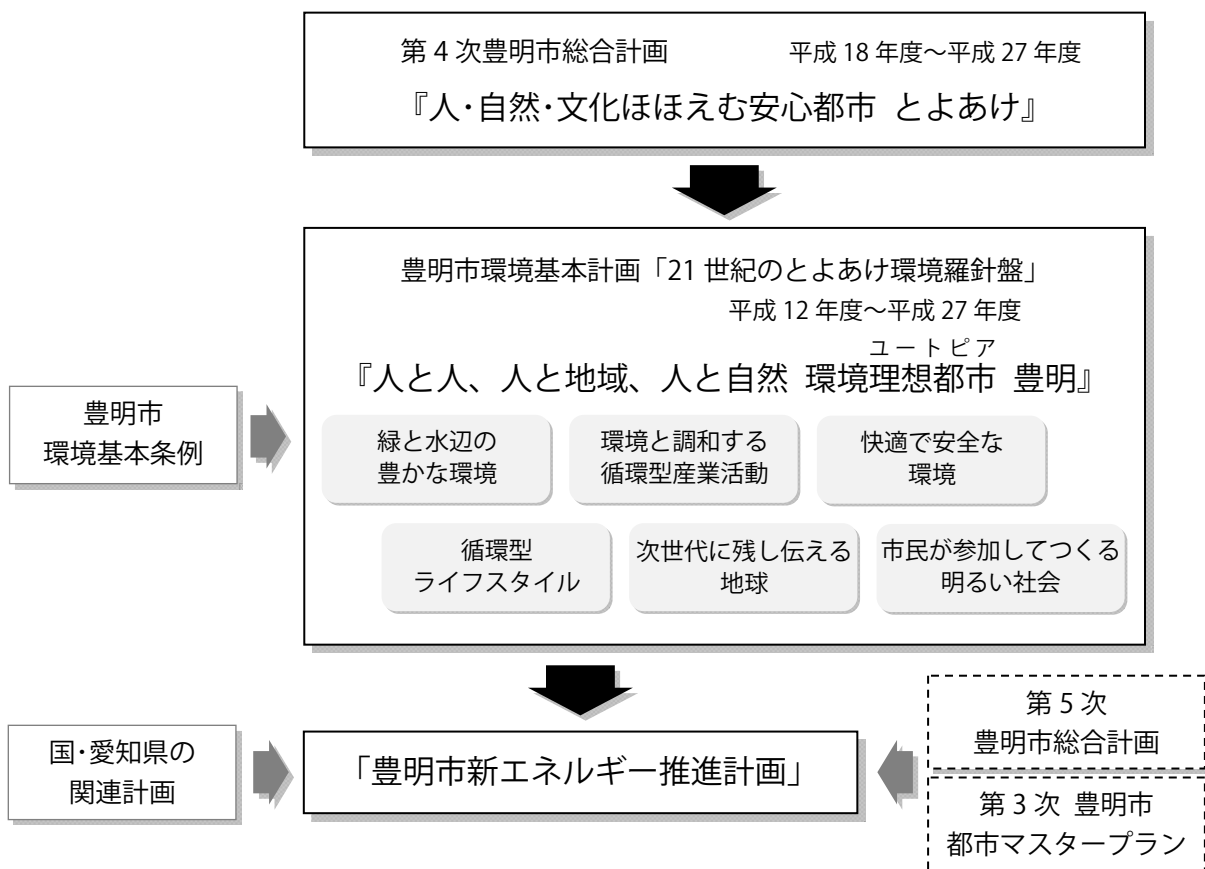 第4次豊明市総合計画 平成18年度～平成27年度
『人・自然・文化ほほえむ安心都市 とよあけ』
豊明市環境基本計画「21世紀のとよあけ環境羅針盤」
平成12年度～平成27年度
ユートピア
『人と人、人と地域、人と自然 環境理想都市 豊明』
豊明市
環境基本条例
緑と水辺の
豊かな環境
環境と調和する
循環型産業活動
快適で安全な
環境
循環型
ライフスタイル
次世代に残し伝える
地球
市民が参加してつくる
明るい社会
国・愛知県の
関連計画
「豊明市新エネルギー推進計画」
第5次
豊明市総合計画
第3次 豊明市
都市マスタープラン